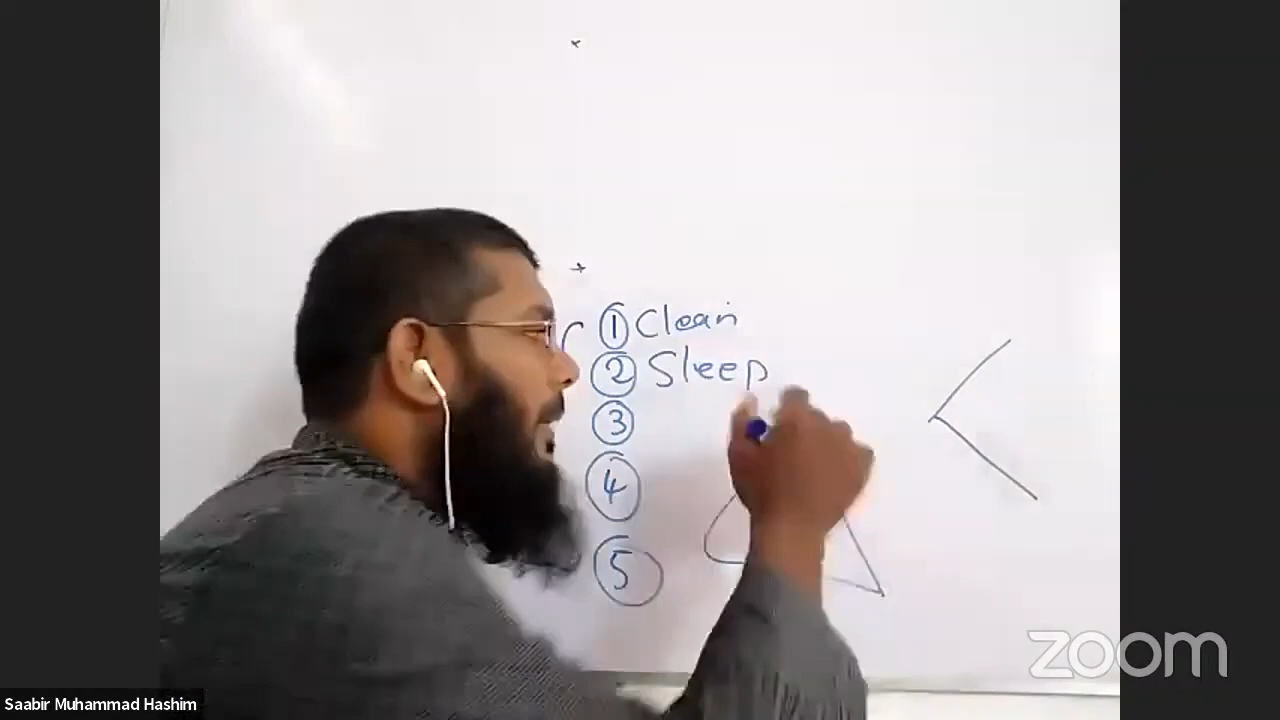 ① Clean
② Sleep
③
④
⑤
zoom
Saabir Muhammad Hashim